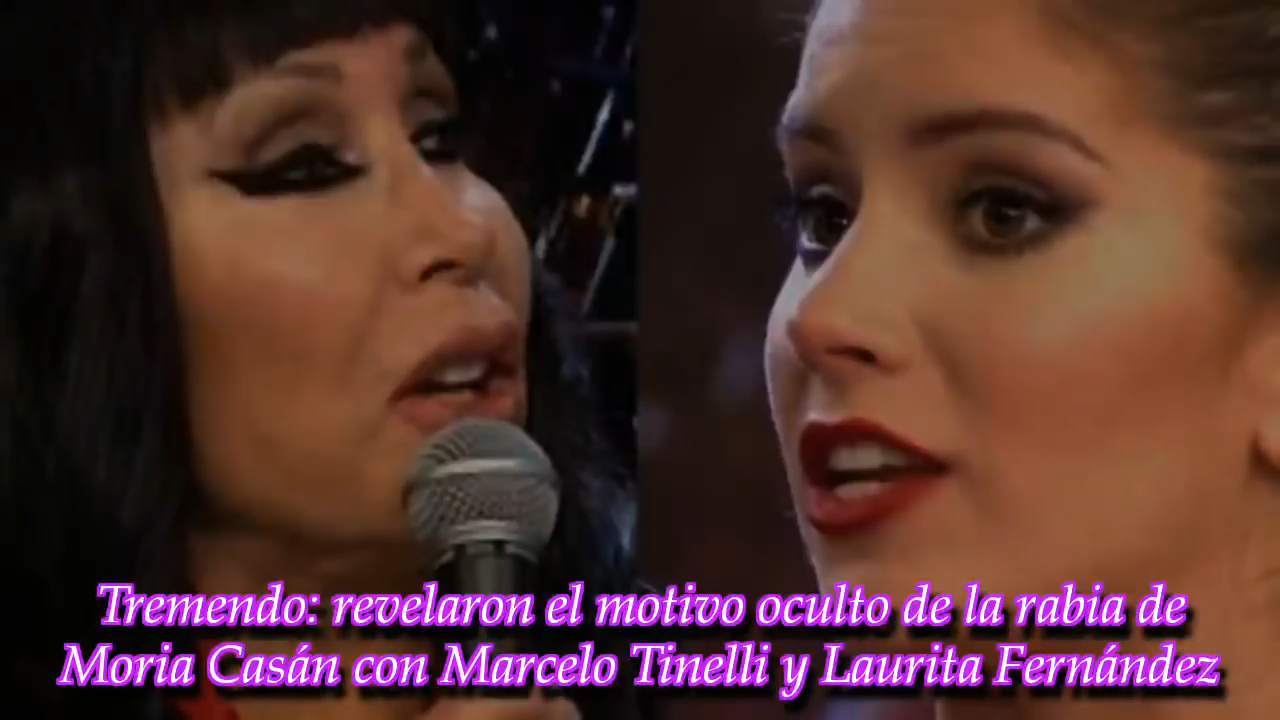 Tremendo: revelaron el motivo oculto de la rabia de
Moria Casán con Marcelo Tinelli y Laurita Fernández